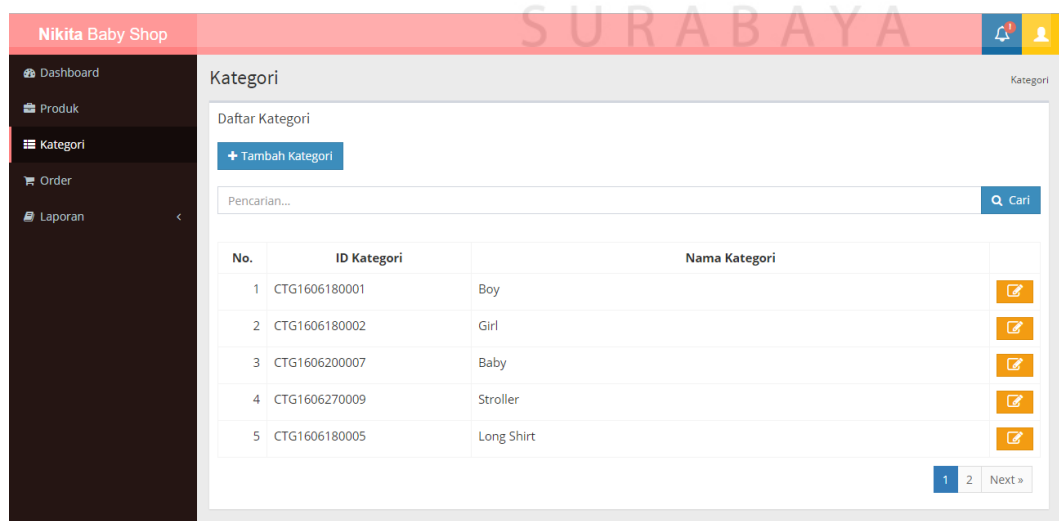 SURABAYA
Nikita Baby Shop
1
Dashboard
Produk
Kategori
Order
Laporan
Kategori
Kategori
Daftar Kategori
+ Tambah Kategori
Pencarian...
Cari
No. ID Kategori Nama Kategori
1 CTG1606180001 Boy
2 CTG1606180002 Girl
3 CTG1606200007 Baby
4 CTG1606270009 Stroller
5 CTG1606180005 Long Shirt
1 2 Next »